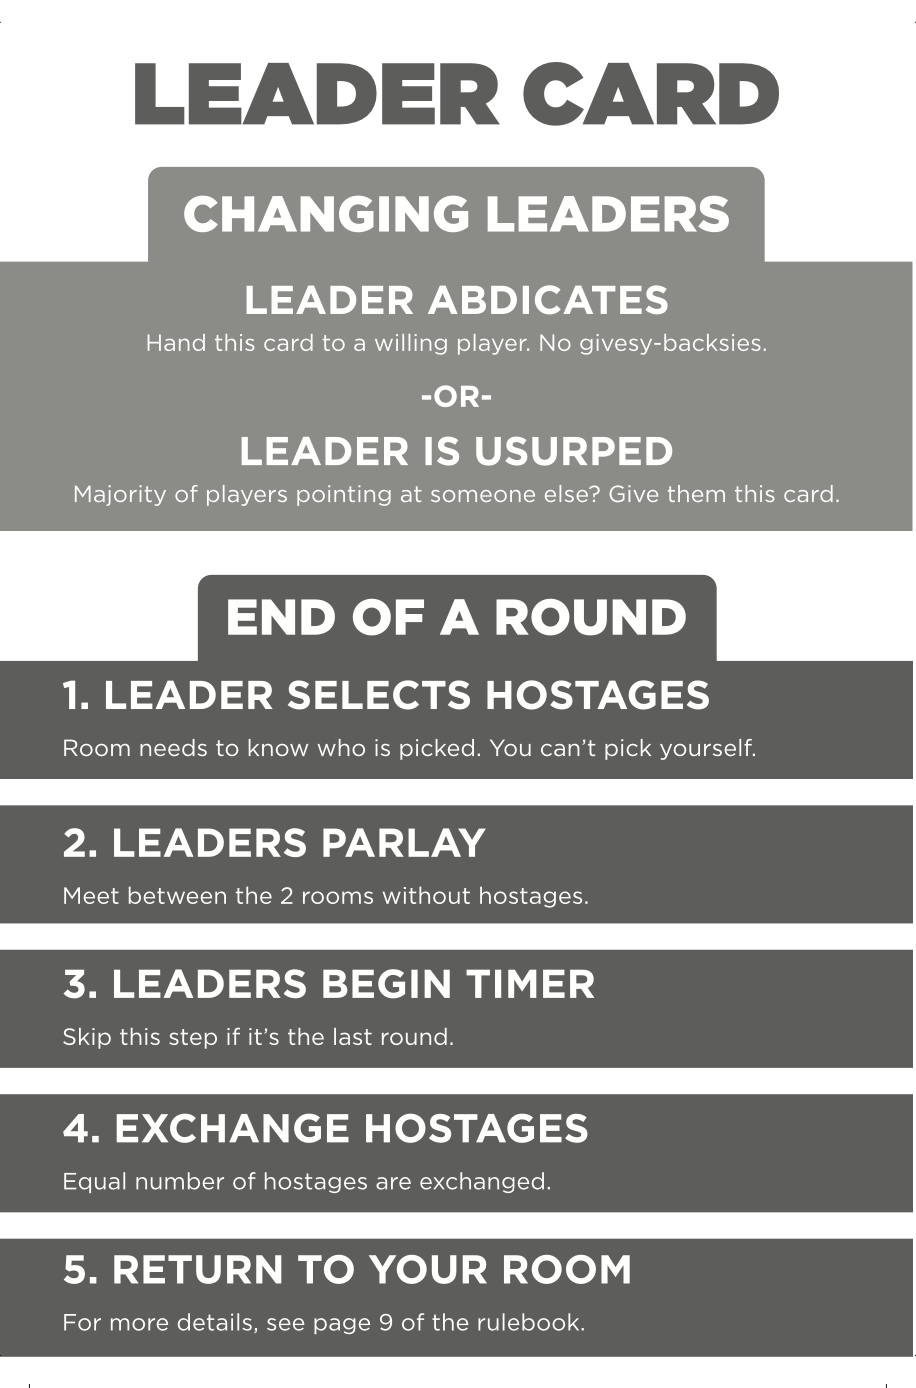 LEADER CARD
CHANGING LEADERS
LEADER ABDICATES
Hand this card to a willing player. No givesy-backsies.
-OR-
LEADER IS USURPED
Majority of players pointing at someone else? Give them this card.
END OF A ROUND
1. LEADER SELECTS HOSTAGES
Room needs to know who is picked. You can’t pick yourself.
2. LEADERS PARLAY
Meet between the 2 rooms without hostages.
3. LEADERS BEGIN TIMER
Skip this step if it’s the last round.
4. EXCHANGE HOSTAGES
Equal number of hostages are exchanged.
5. RETURN TO YOUR ROOM
For more details, see page 9 of the rulebook.